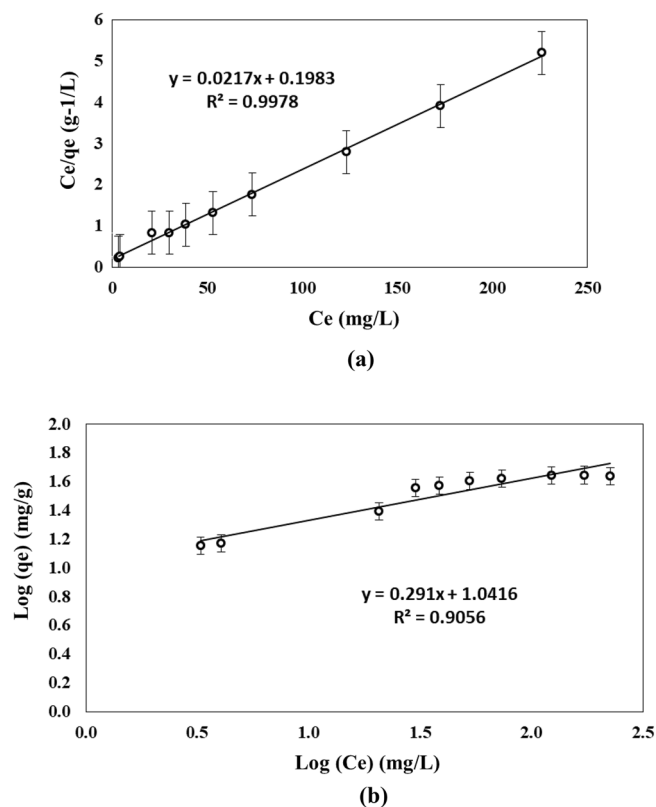 6
5
4
3
2
1
0
Ce/qe (g-1/L)
y = 0.0217x + 0.1983
R² = 0.9978
0 50 100 150 200 250
Ce (mg/L)
(a)
2.0
1.8
1.6
1.4
1.2
1.0
0.8
0.6
0.4
0.2
0.0
Log (qe) (mg/g)
y = 0.291x + 1.0416
R² = 0.9056
0.0 0.5 1.0 1.5 2.0 2.5
Log (Ce) (mg/L)
(b)